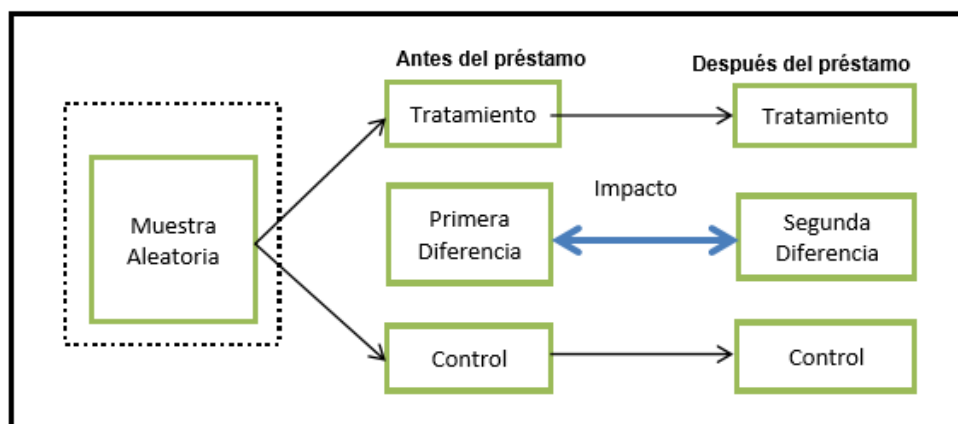 Antes del préstamo
Después del préstamo
Tratamiento
Tratamiento
Impacto
Muestra
Aleatoria
Primera
Diferencia
Segunda
Diferencia
Control
Control